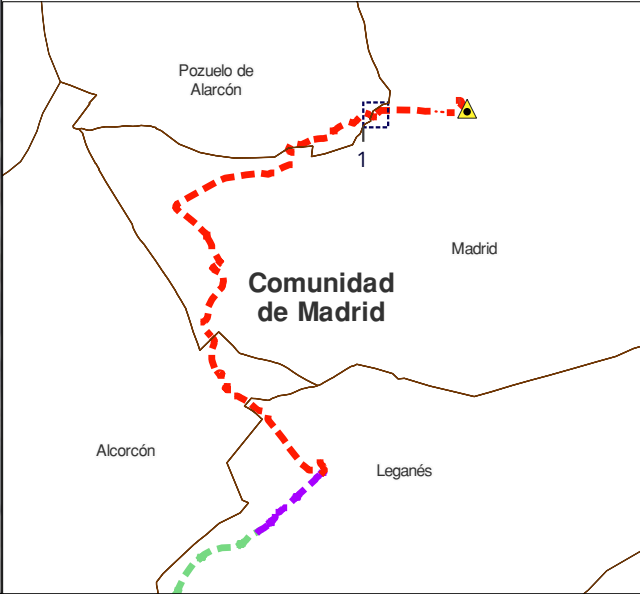 Pozuelo de
Alarcón
1
Madrid
Comunidad
de Madrid
Alcorcón
Leganés